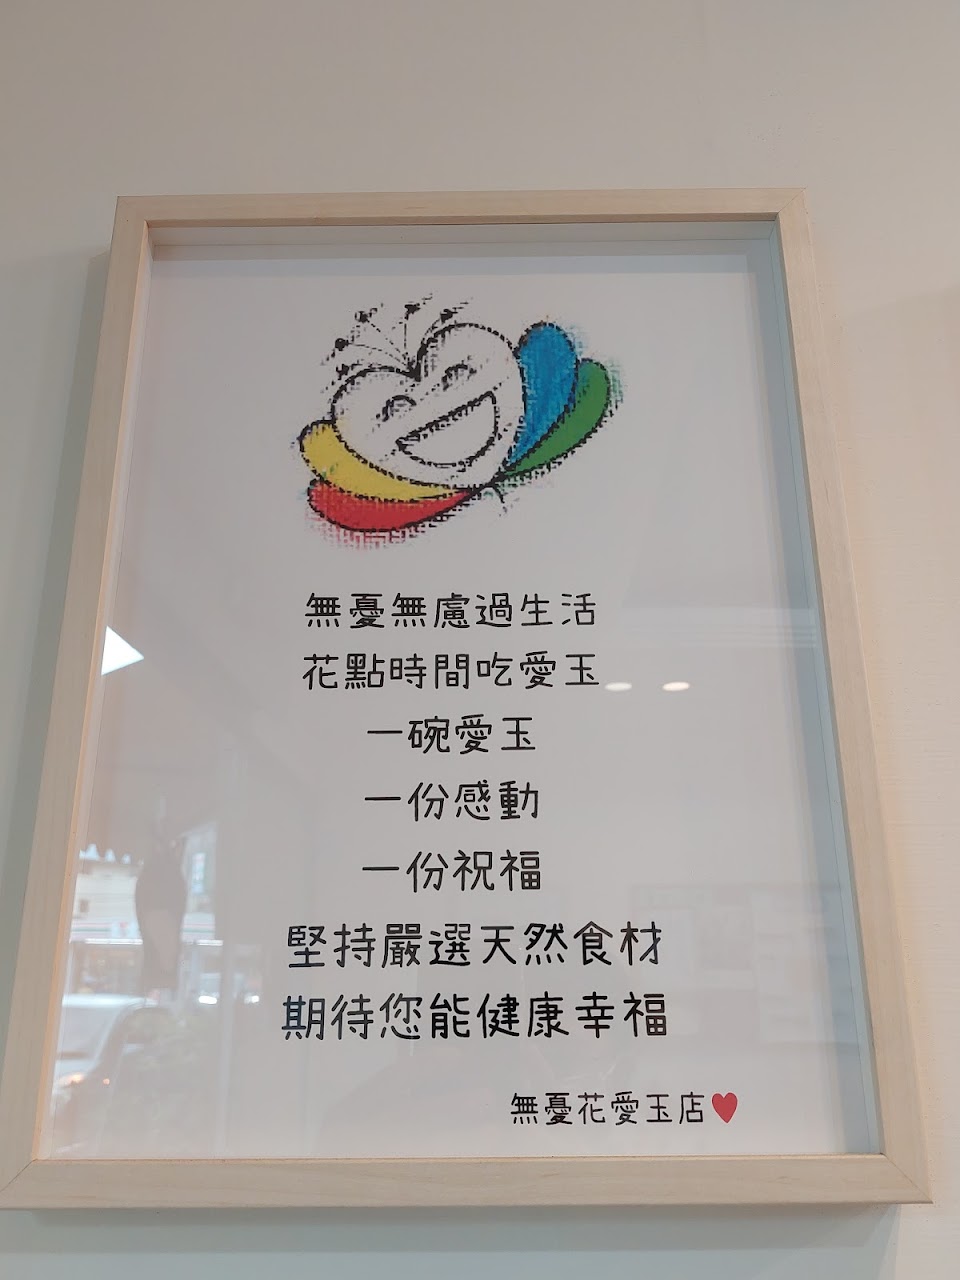 無憂無慮過生活
花點時間吃愛玉
一碗愛玉
一份感動
一份祝福
堅持嚴選天然食材
期待您能健康幸福
無憂花愛玉店♥